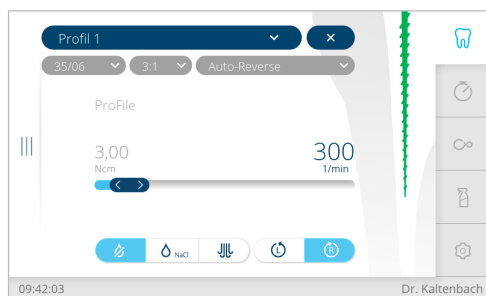 Profil 1
35/06 3:1 Auto-Reverse
ProFile
3,00 300
Ncm 1/min
NaCl L R
09:42:03 Dr. Kaltenbach